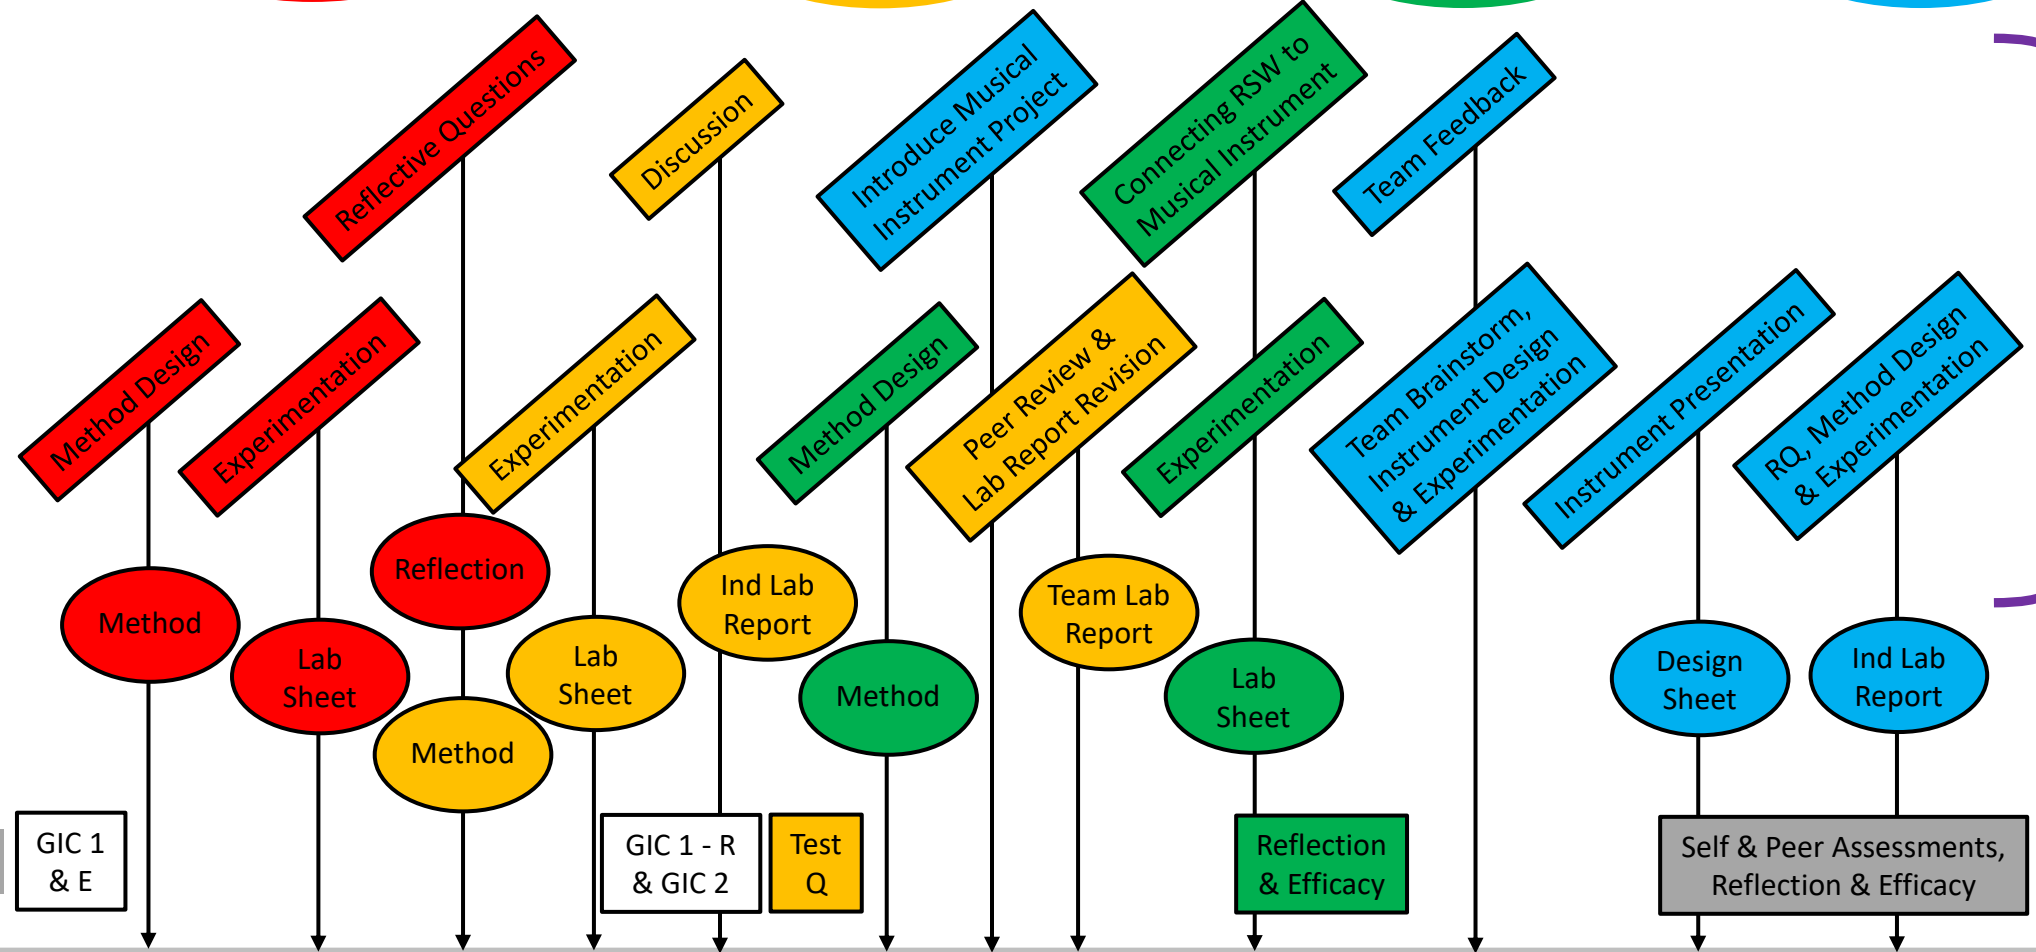 Reflective Questions
Discussion
Introduce Musical
Instrument Project
Connecting RSW to
Musical Instrument
Team Feedback
Method Design
Experimentation
Experimentation
Method Design
Peer Review &
Lab Report Revision
Experimentation
Team Brainstorm,
Instrument Design
& Experimentation
Instrument Presentation
RQ, Method Design
& Experimentation
Method
Lab
Sheet
Reflection
Method
Lab
Sheet
Ind Lab
Report
Method
Team Lab
Report
Lab
Sheet
Design
Sheet
Ind Lab
Report
GIC 1
& E
GIC 1 - R
& GIC 2
Test
Q
Reflection
& Efficacy
Self & Peer Assessments,
Reflection & Efficacy